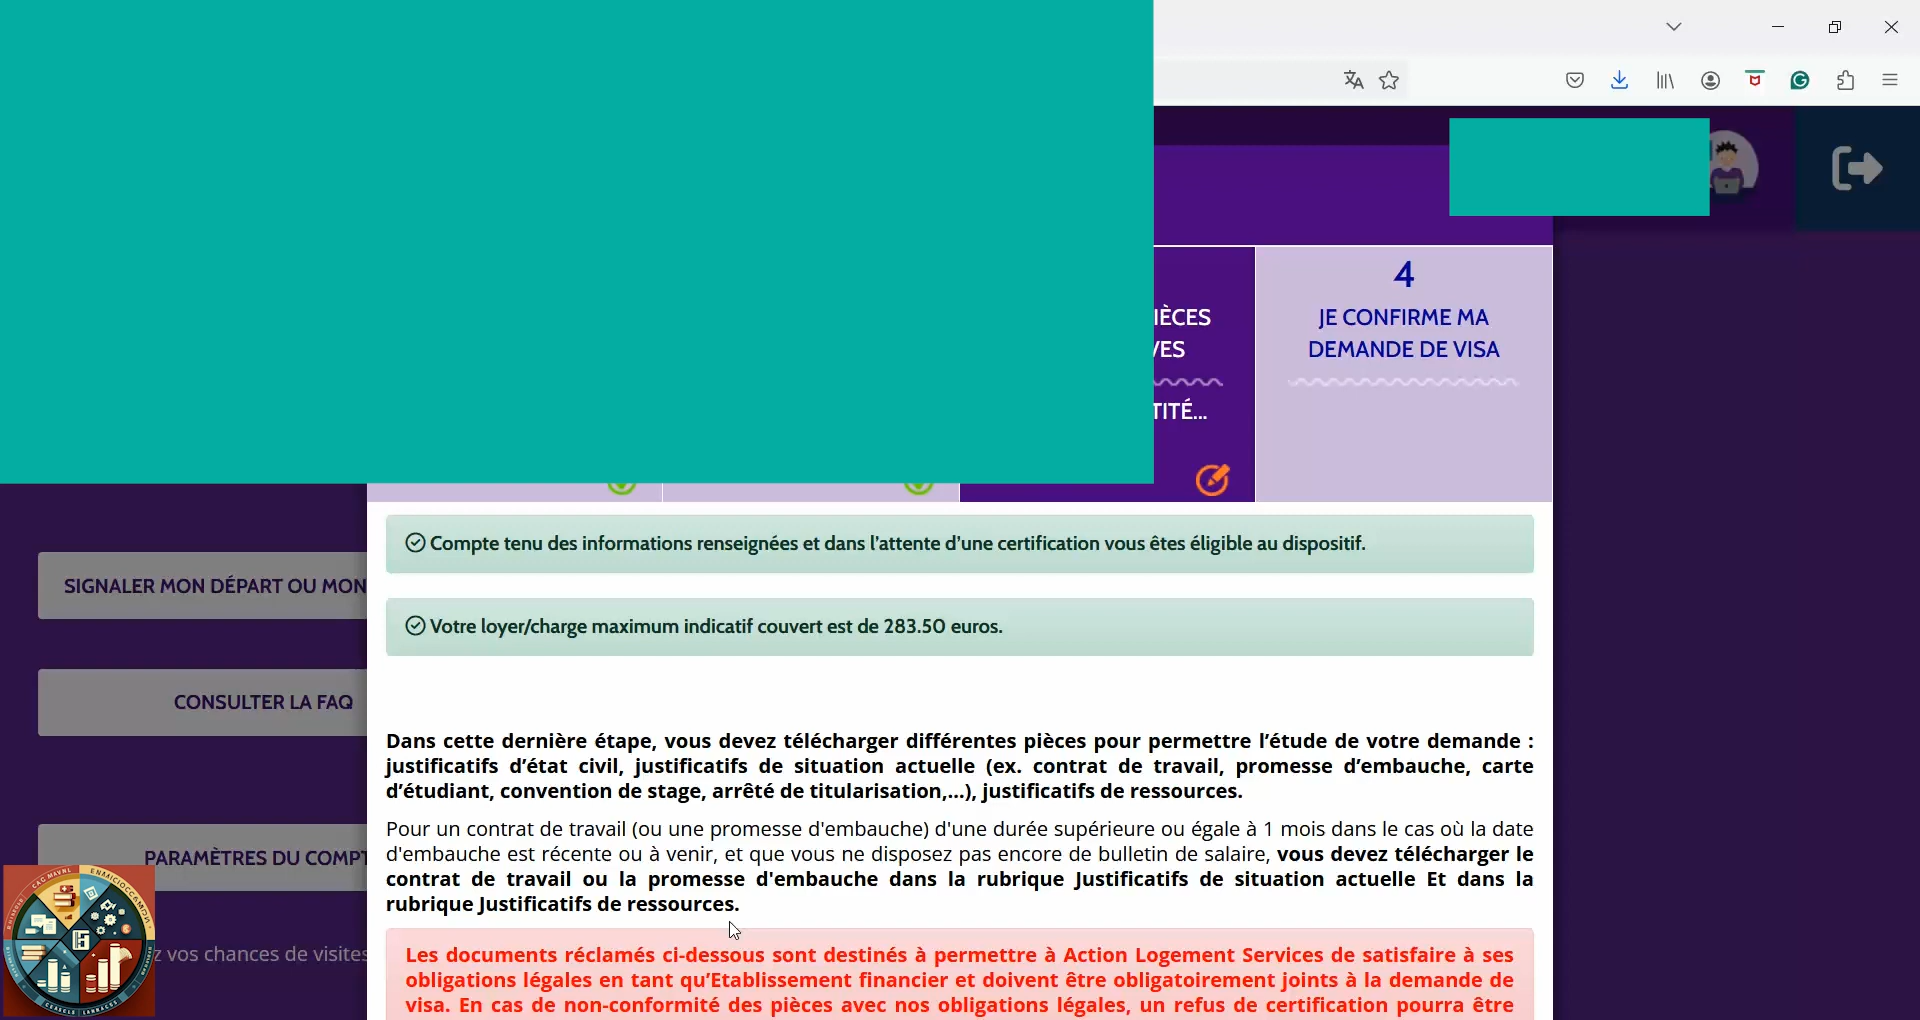 4
IÈCES
VES
TITÉ...
JE CONFIRME MA
DEMANDE DE VISA
Compte tenu des informations renseignées et dans l’attente d’une certification vous êtes éligible au dispositif.
SIGNALER MON DÉPART OU MON
Votre loyer/charge maximum indicatif couvert est de 283.50 euros.
CONSULTER LA FAQ
Dans cette dernière étape, vous devez télécharger différentes pièces pour permettre l’étude de votre demande :
justificatifs d’état civil, justificatifs de situation actuelle (ex. contrat de travail, promesse d’embauche, carte
d’étudiant, convention de stage, arrêté de titularisation,...), justificatifs de ressources.
Pour un contrat de travail (ou une promesse d'embauche) d'une durée supérieure ou égale à 1 mois dans le cas où la date
d'embauche est récente ou à venir, et que vous ne disposez pas encore de bulletin de salaire, vous devez télécharger le
contrat de travail ou la promesse d'embauche dans la rubrique Justificatifs de situation actuelle Et dans la
rubrique Justificatifs de ressources.
PARAMÈTRES DU COMPT
z vos chances de visites
Les documents réclamés ci-dessous sont destinés à permettre à Action Logement Services de satisfaire à ses
obligations légales en tant qu’Etablissement financier et doivent être obligatoirement joints à la demande de
visa. En cas de non-conformité des pièces avec nos obligations légales, un refus de certification pourra être